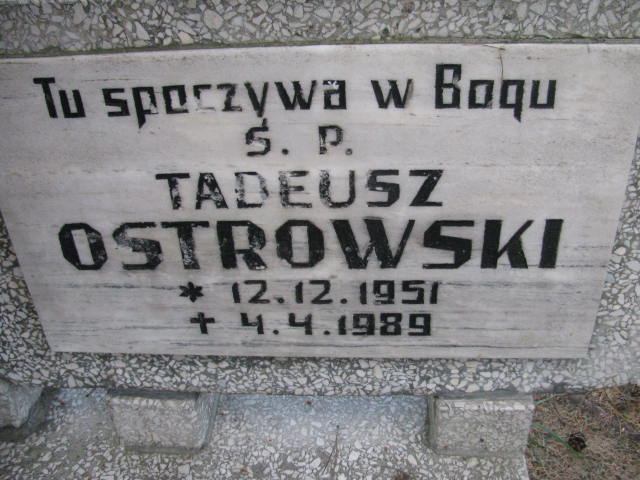 Tu spoczywa w Bogu
Ś. P.
TADEUSZ
OSTROWSKI
* 12.12.1951
✝ 4.4.1989